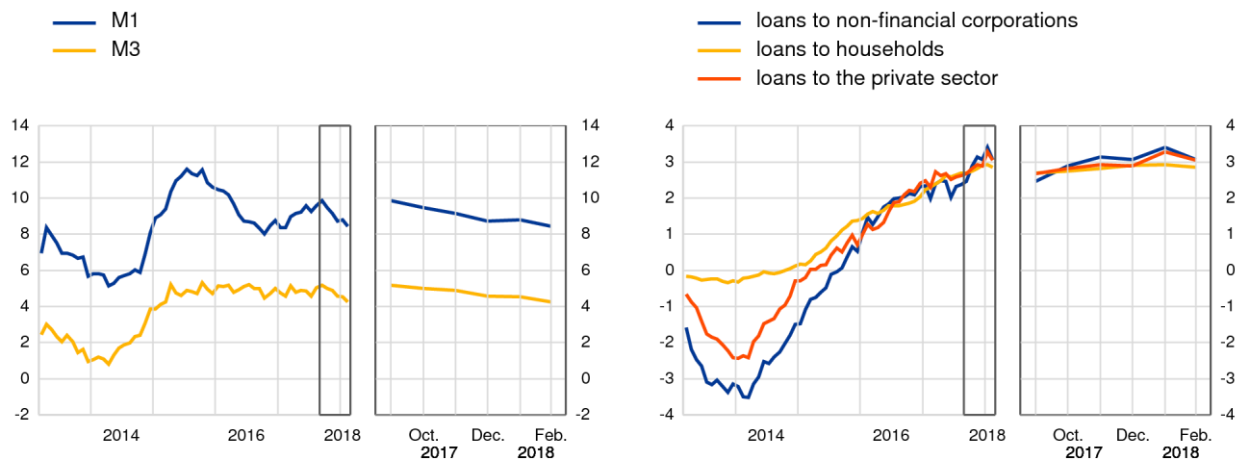 M1
M3
loans to non-financial corporations
loans to households
loans to the private sector
14 14 14
12 12
10 10
8 8
6 6
4 4
2 2
0 0
-2 -2
2014 2016 2018
Oct. Dec. Feb.
2017 2018
4 4
3 3
2 2
1 1
0 0
-1 -1
-2 -2
-3 -3
-4 -4
2014 2016 2018
Oct. Dec. Feb.
2017 2018